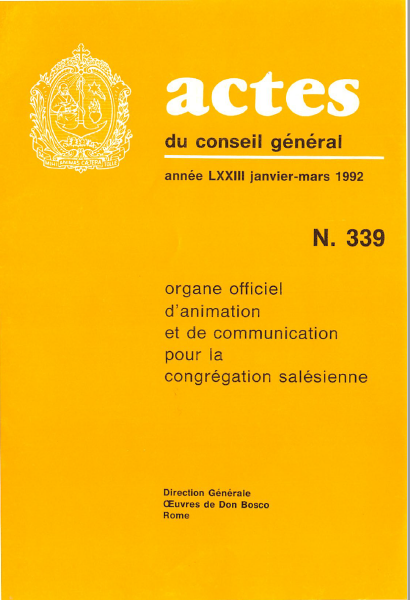 actes
du conseil général
année LXXIII janvier-mars 1992
N. 339
organe officiel
d'animation
et de communication
pour la
congrégation salésienne
Direction Générale
Œuvres de Don Bosco
Rome